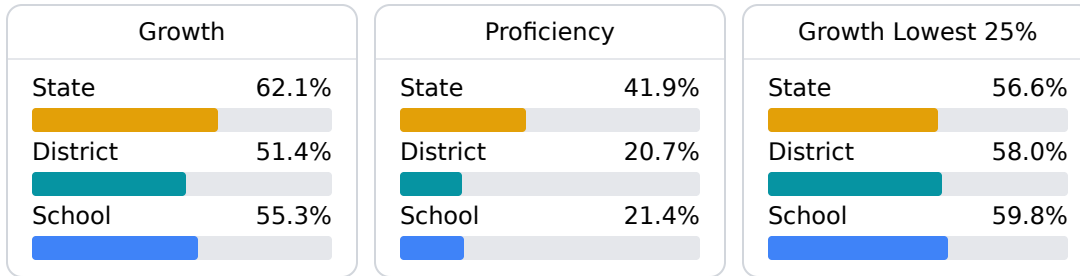 Growth
State 62.1%
District 51.4%
School 55.3%
Proficiency
State 41.9%
District 20.7%
School 21.4%
Growth Lowest 25%
State 56.6%
District 58.0%
School 59.8%